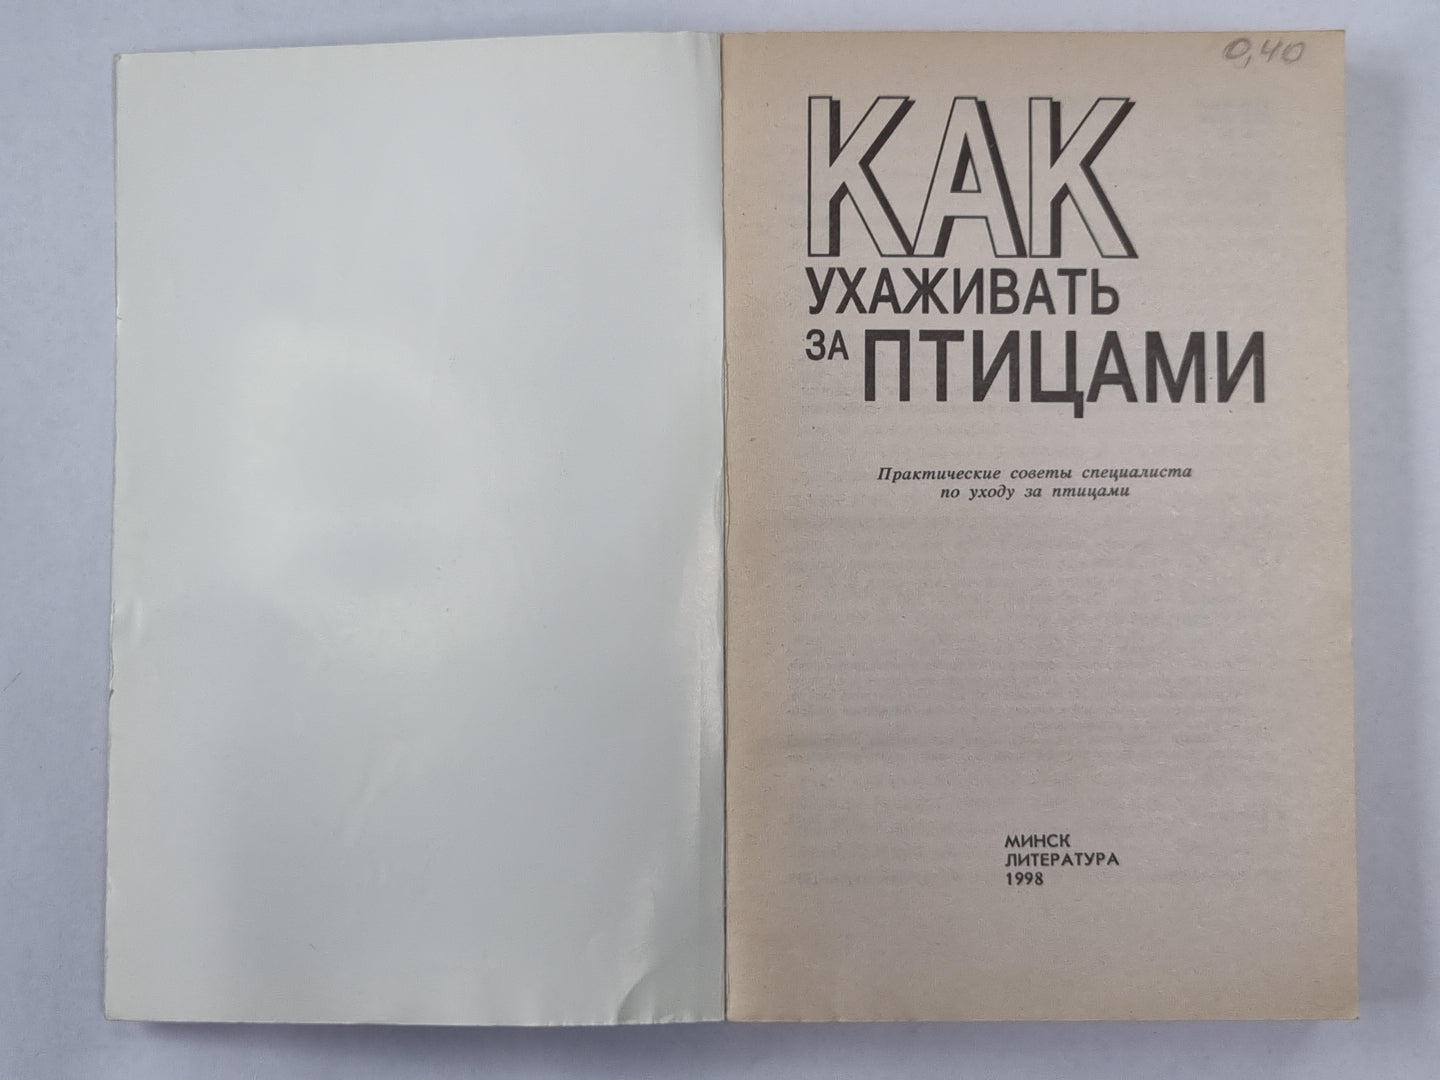 0,40
КАК
УХАЖИВАТЬ
ЗА ПТИЦАМИ
Практические советы специалиста
по уходу за птицами
МИНСК
ЛИТЕРАТУРА
1998